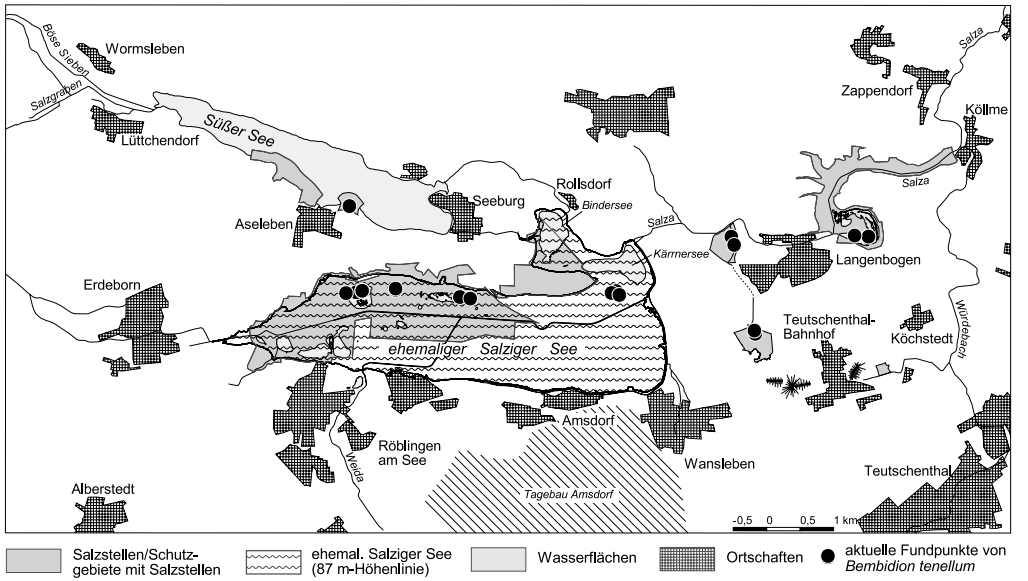 Wormsleben
Böse Sieben
Salzgraben
Lüttchendorf
Süßer See
Aseleben
Seeburg
Rollsdorf
Bindersee
Salza
Kärrnersee
Zappendorf
Salza
Köllme
Salza
Langenbogen
Erdeborn
ehemaliger Salziger See
Teutschenthal-
Bahnhof
Köchstedt
Würdebach
Röblingen
am See
Weida
Amsdorf
Wansleben
Tagebau Amsdorf
Alberstedt
Teutschenthal
-0,5 0 0,5 1 km
Salzstellen/Schutz-
gebiete mit Salzstellen
ehemal. Salziger See
(87 m-Höhenlinie)
Wasserflächen
Ortschaften
aktuelle Fundpunkte von
Bembidion tenellum